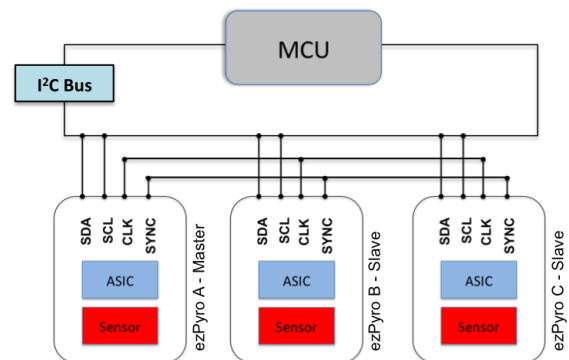 MCU
I²C Bus
SDA
SCL
CLK
SYNC
ASIC
Sensor
ezPyro A - Master
SDA
SCL
CLK
SYNC
ASIC
Sensor
ezPyro B - Slave
SDA
SCL
CLK
SYNC
ASIC
Sensor
ezPyro C - Slave